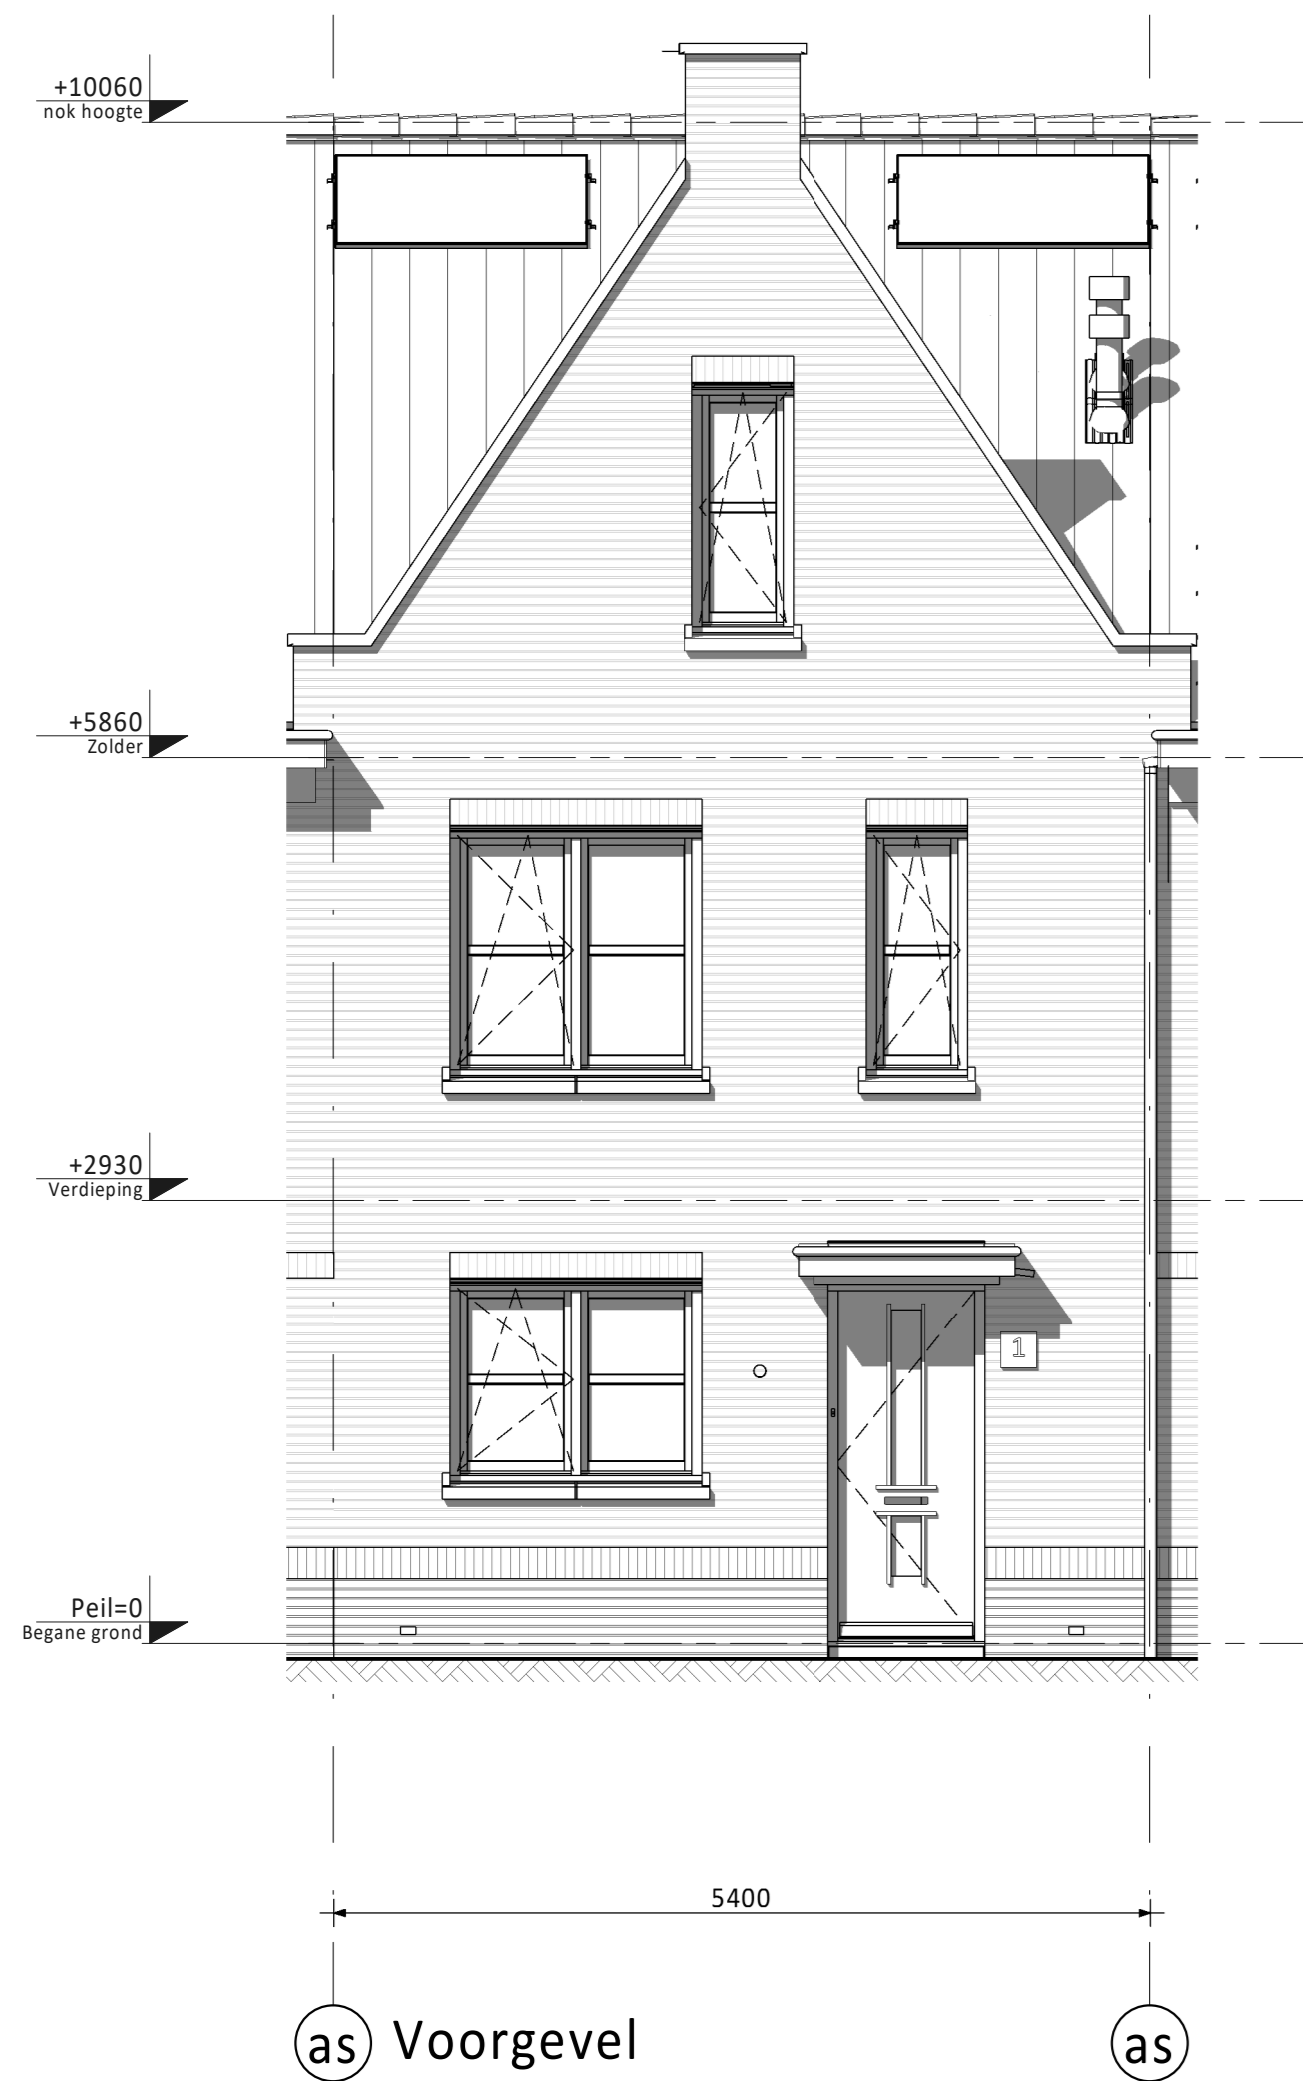 +10060
nok hoogte
+5860
Zolder
+2930
Verdieping
1
Peil=0
Begane grond
5400
as Voorgevel as